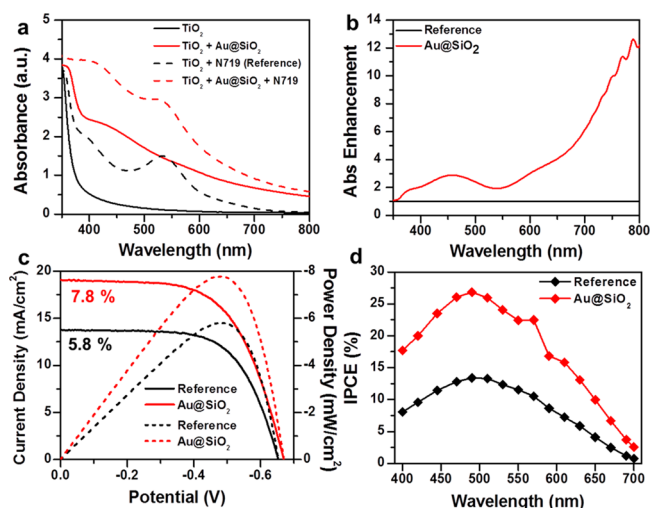 a
TiO2
TiO2 + Au@SiO2
TiO2 + N719 (Reference)
TiO2 + Au@SiO2 + N719
Absorbance (a.u.)
5
4
3
2
1
0
400 500 600 700 800
Wavelength (nm)
b
Reference
Au@SiO2
Abs Enhancement
14
12
10
8
6
4
2
0
400 500 600 700 800
Wavelength (nm)
c
7.8 %
5.8 %
Reference
Au@SiO2
Reference
Au@SiO2
Current Density (mA/cm2)
20
15
10
5
0
Power Density (mW/cm2)
-8
-6
-4
-2
0
0.0 -0.2 -0.4 -0.6
Potential (V)
d
Reference
Au@SiO2
IPCE (%)
35
30
25
20
15
10
5
0
400 450 500 550 600 650 700
Wavelength (nm)